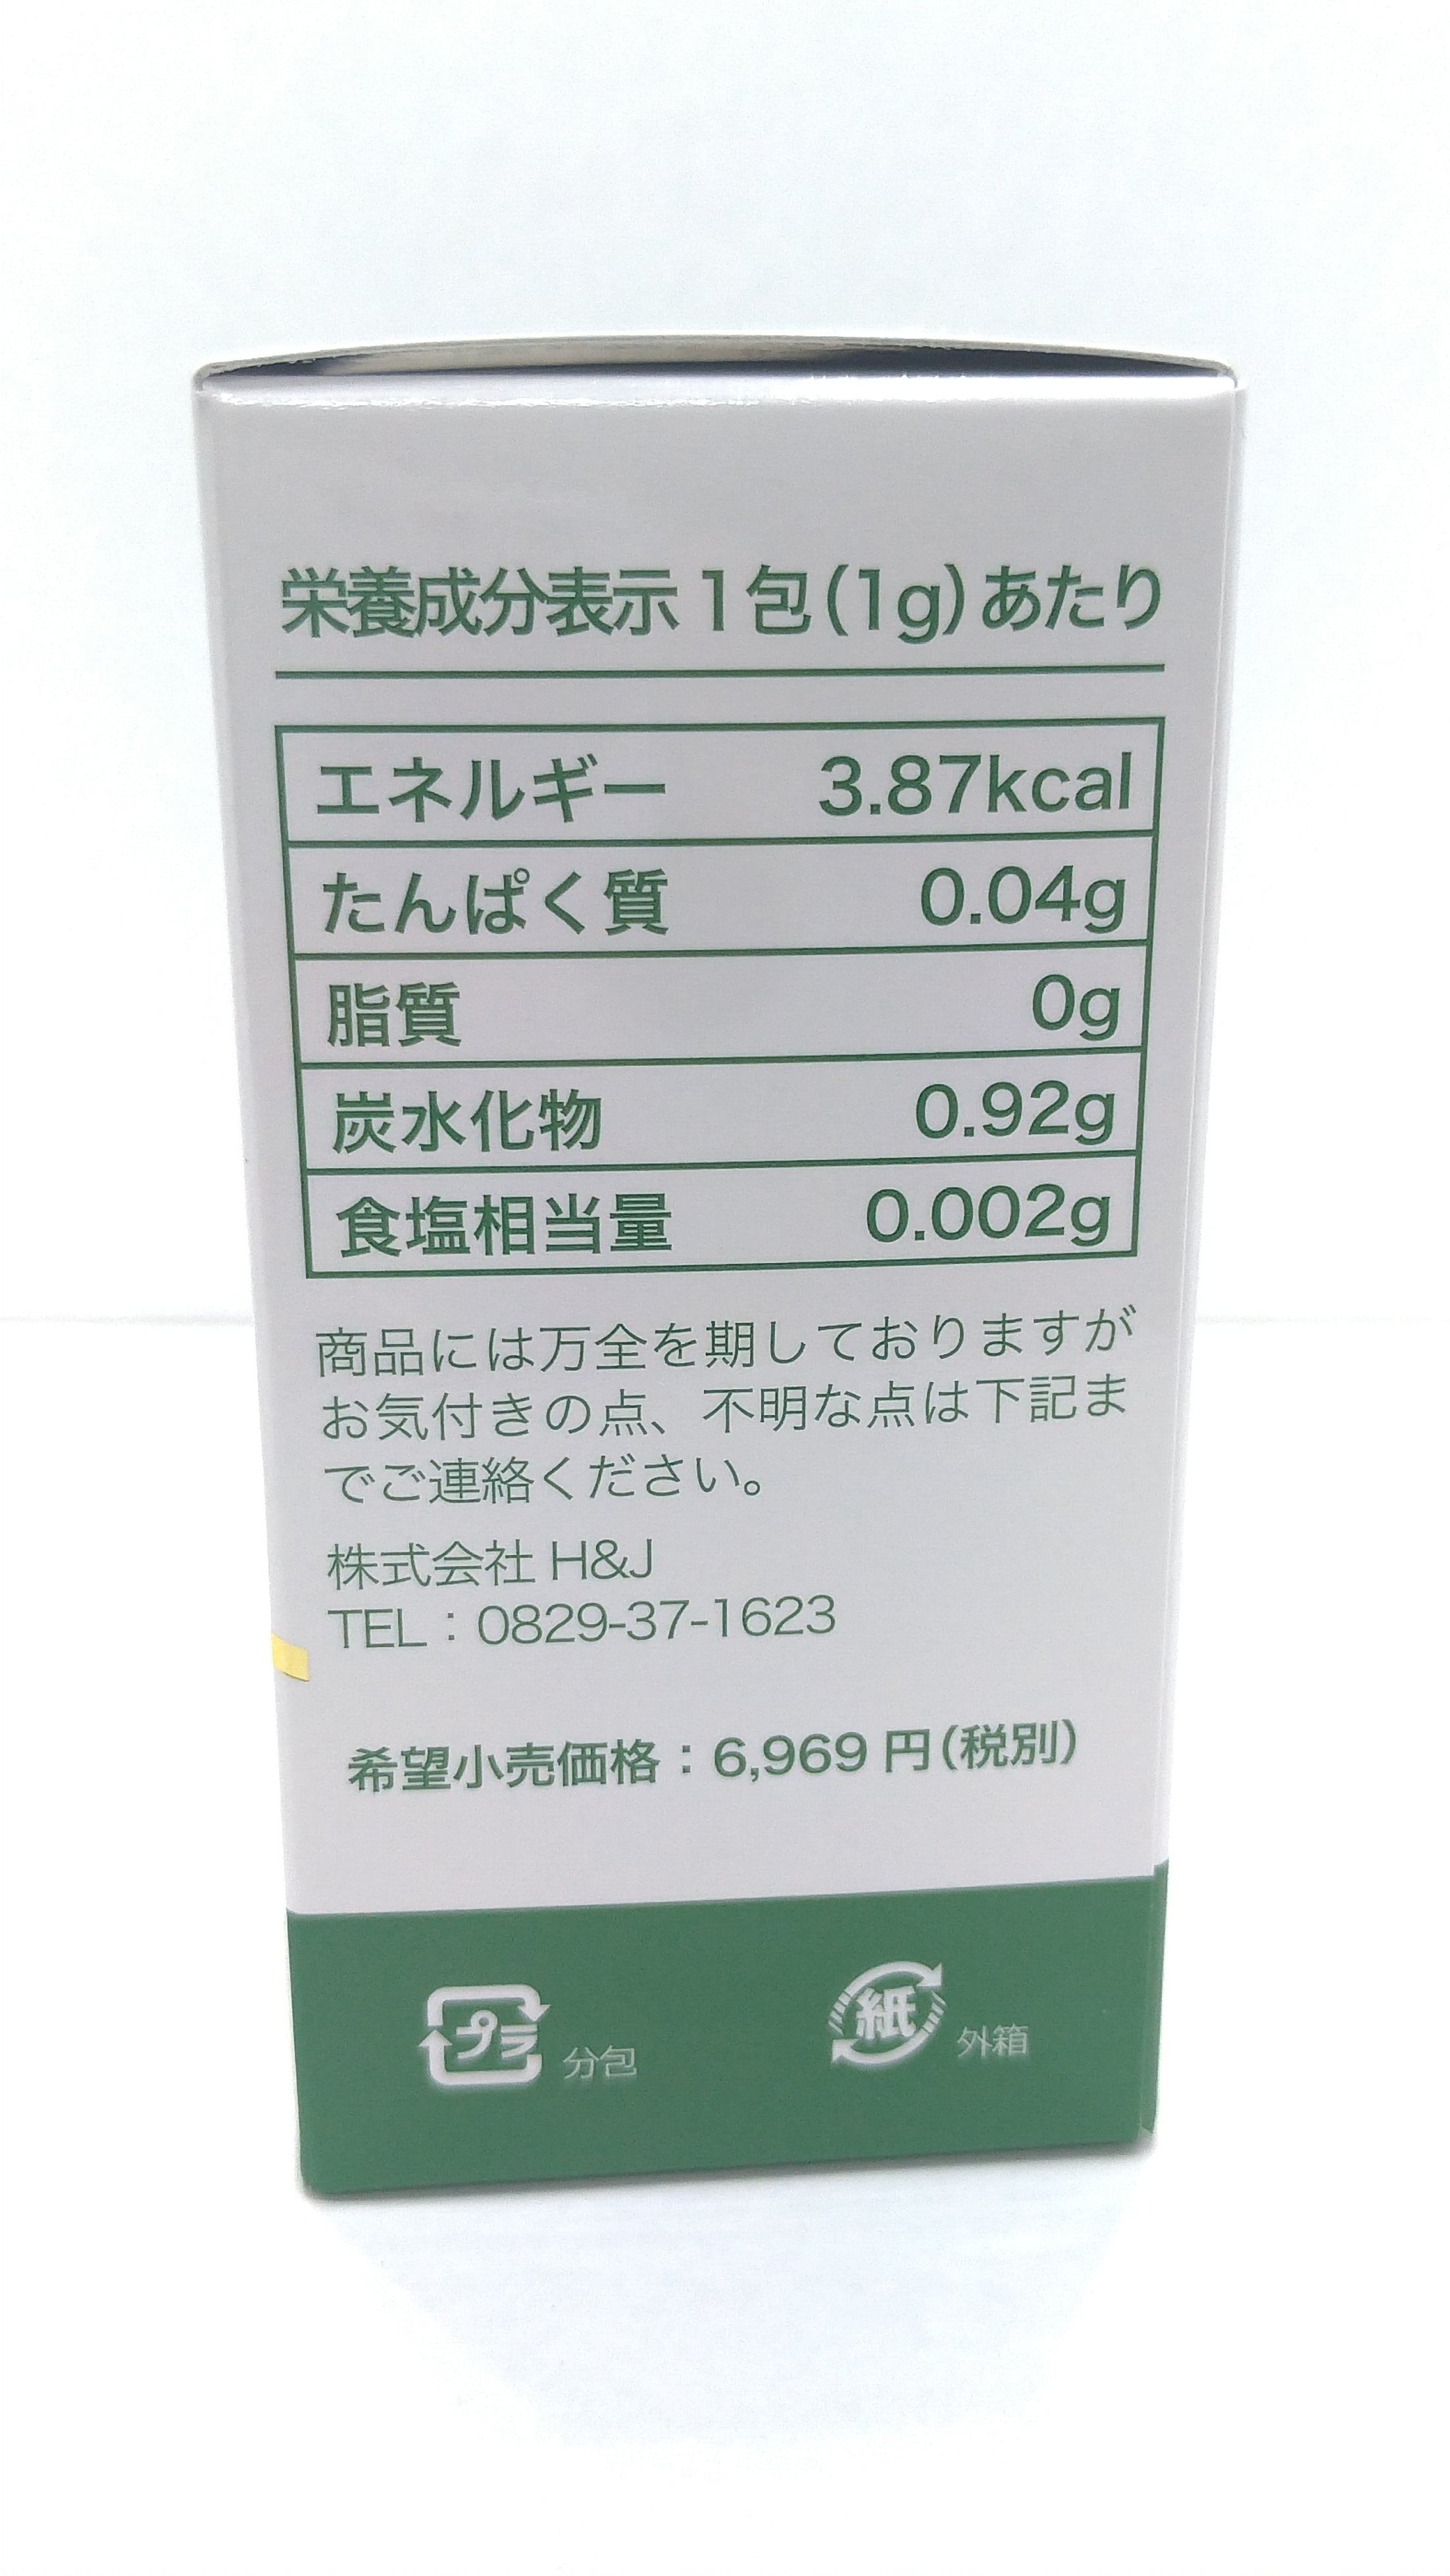 栄養成分表示 1包(1g)あたり
エネルギー 3.87kcal
たんぱく質 0.04g
脂質 0g
炭水化物 0.92g
食塩相当量 0.002g
商品には万全を期しておりますが
お気付きの点、不明な点は下記ま
でご連絡ください。
株式会社 H&J
TEL：0829-37-1623
希望小売価格：6,969 円(税別)
プラ 分包
紙 外箱